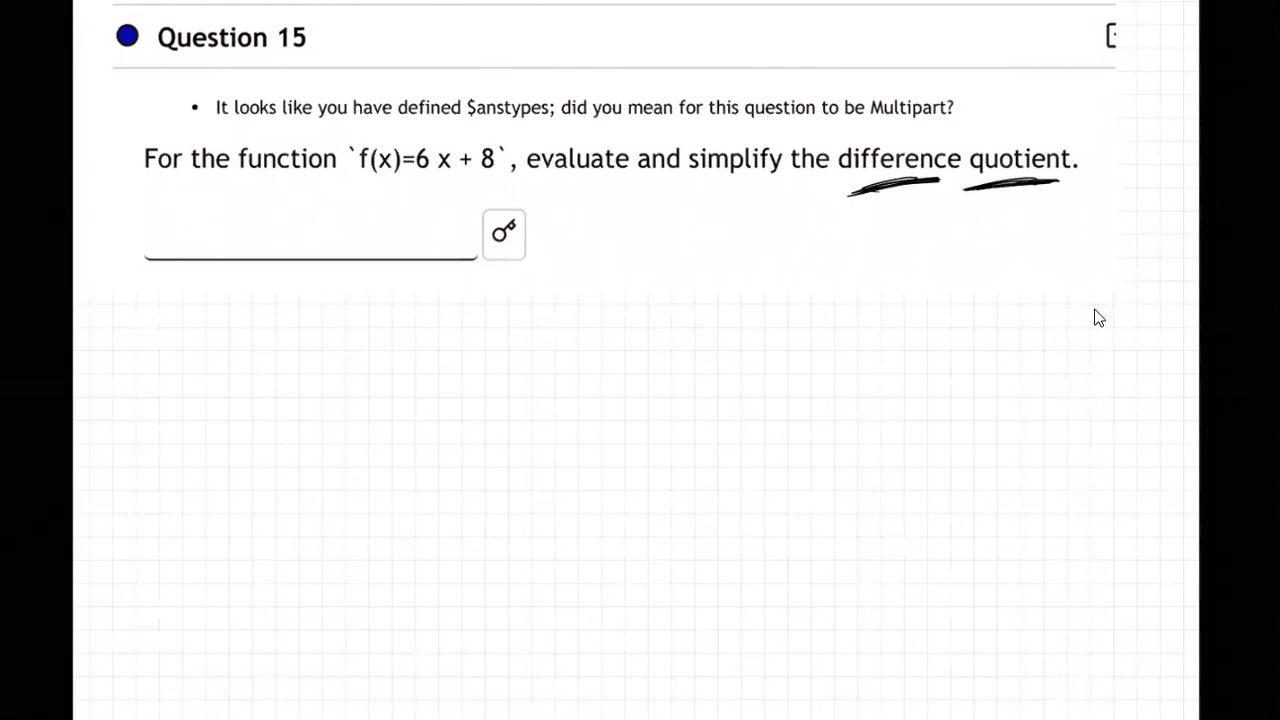 Question 15
• It looks like you have defined $anstypes; did you mean for this question to be Multipart?
For the function `f(x)=6 x + 8`, evaluate and simplify the difference quotient.